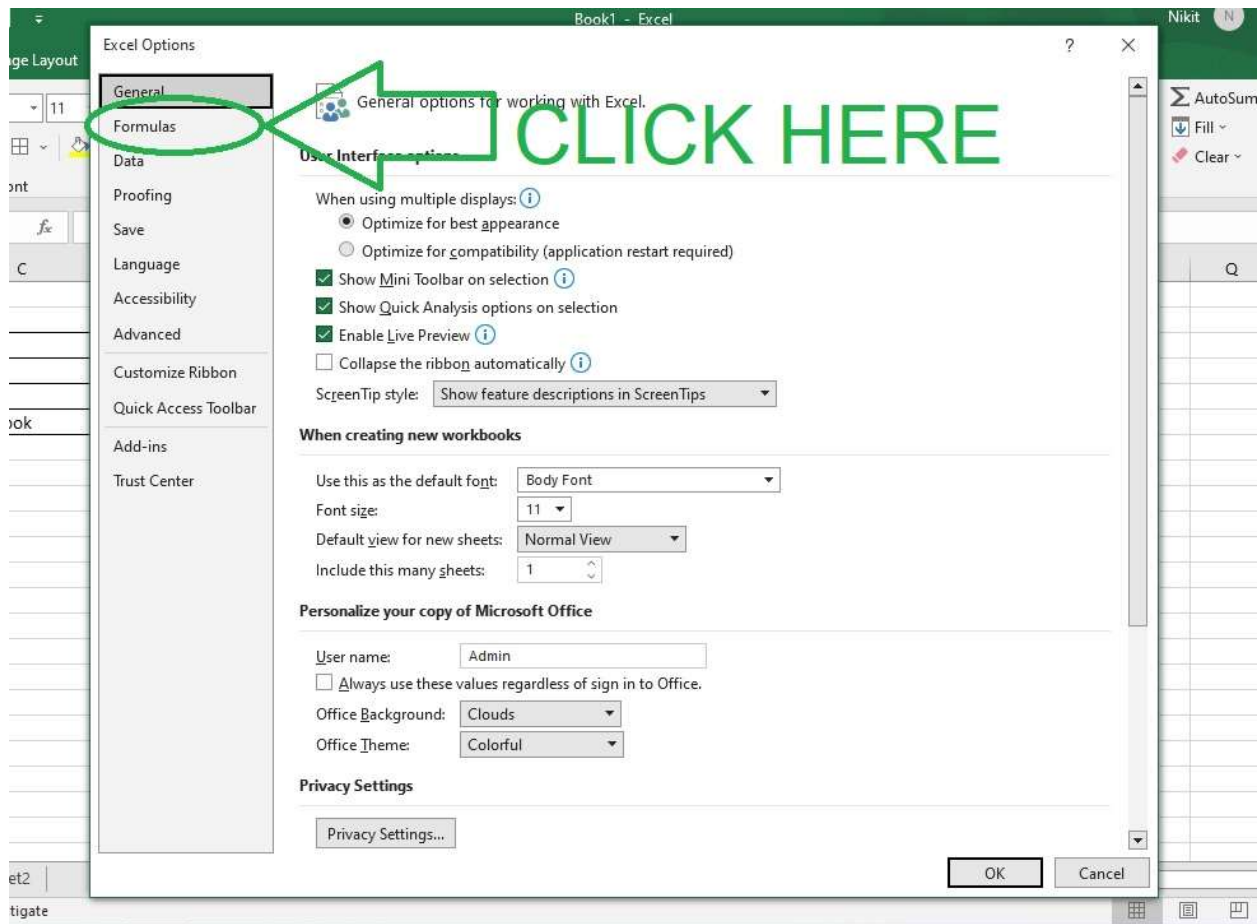 Book1 - Excel
Nikit N
ge Layout
Excel Options ?
11
ont
fx
C
ook
et2
tigate
General
Formulas
Data
Proofing
Save
Language
Accessibility
Advanced
Customize Ribbon
Quick Access Toolbar
Add-ins
Trust Center
CLICK HERE
General options for working with Excel.
User Interface options
When using multiple displays:
Optimize for best appearance
Optimize for compatibility (application restart required)
Show Mini Toolbar on selection
Show Quick Analysis options on selection
Enable Live Preview
Collapse the ribbon automatically
ScreenTip style: Show feature descriptions in ScreenTips
When creating new workbooks
Use this as the default font: Body Font
Font size: 11
Default view for new sheets: Normal View
Include this many sheets: 1
Personalize your copy of Microsoft Office
User name: Admin
Always use these values regardless of sign in to Office.
Office Background: Clouds
Office Theme: Colorful
Privacy Settings
Privacy Settings...
OK Cancel
AutoSum
Fill
Clear
Q